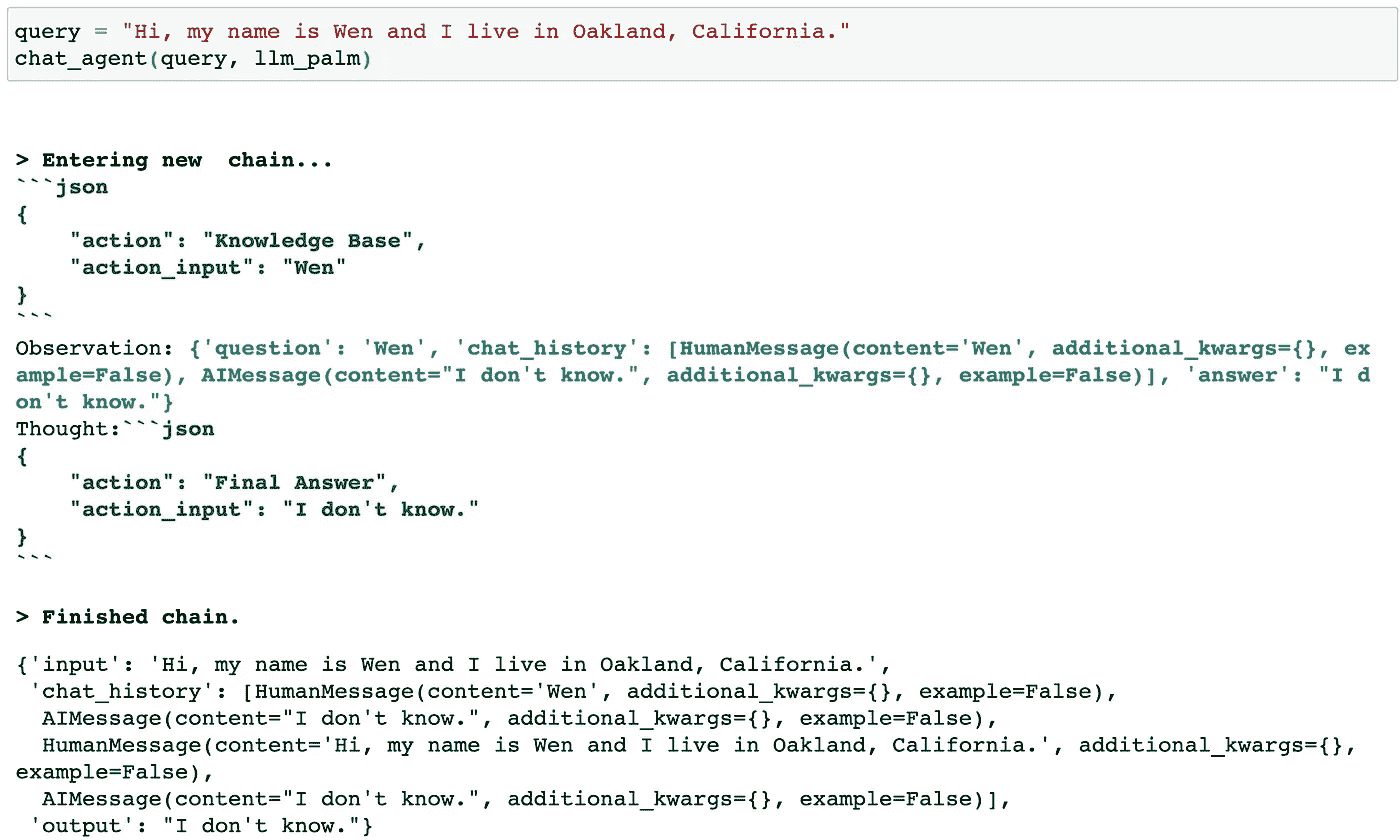 query = "Hi, my name is Wen and I live in Oakland, California."
chat_agent(query, llm_palm)
> Entering new  chain...
```json
{
    "action": "Knowledge Base",
    "action_input": "Wen"
}
```
Observation: {'question': 'Wen', 'chat_history': [HumanMessage(content='Wen', additional_kwargs={}, ex
ample=False), AIMessage(content="I don't know.", additional_kwargs={}, example=False)], 'answer': "I d
on't know."}
Thought:```json
{
    "action": "Final Answer",
    "action_input": "I don't know."
}
```
> Finished chain.
{'input': 'Hi, my name is Wen and I live in Oakland, California.',
 'chat_history': [HumanMessage(content='Wen', additional_kwargs={}, example=False),
  AIMessage(content="I don't know.", additional_kwargs={}, example=False),
  HumanMessage(content='Hi, my name is Wen and I live in Oakland, California.', additional_kwargs={},
example=False),
  AIMessage(content="I don't know.", additional_kwargs={}, example=False)],
 'output': "I don't know."}